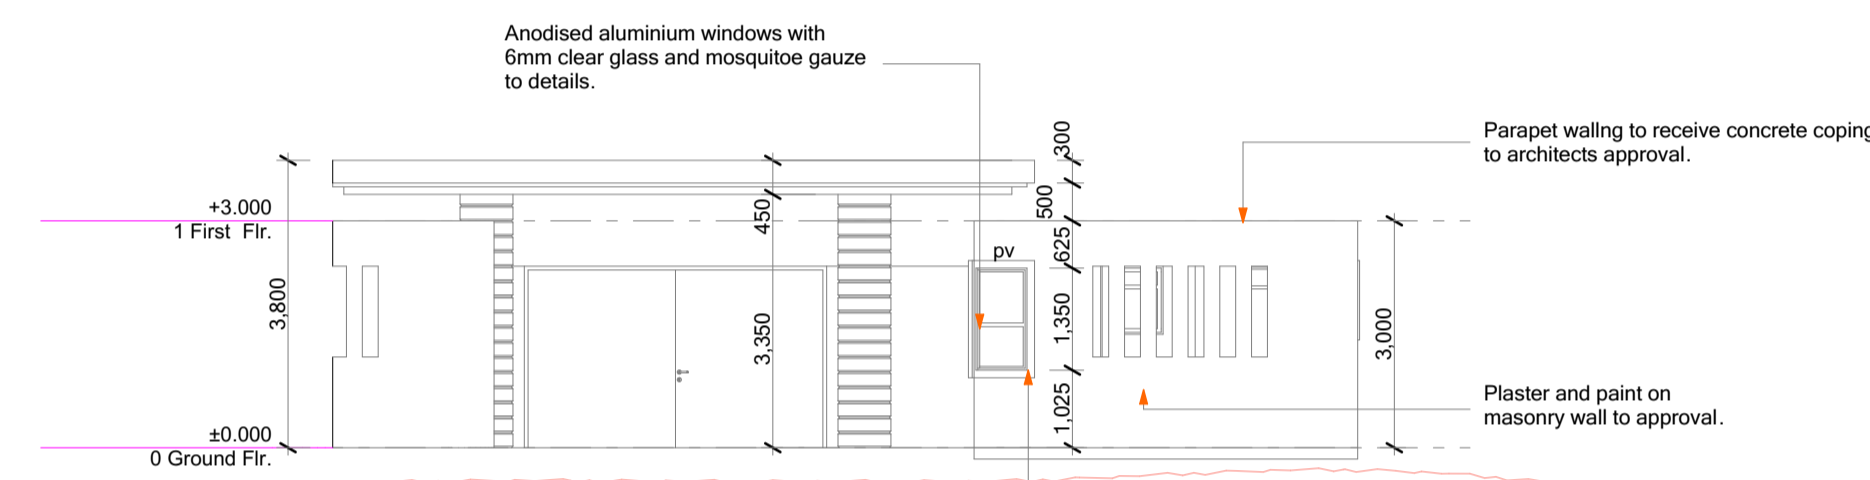 Anodised aluminium windows with
6mm clear glass and mosquitoe gauze
to details.
Parapet wallng to receive concrete coping
to architects approval.
300
500
+3.000
1 First Flr.
450
625
pv
3,800
3,350
1,350
3,000
1,025
Plaster and paint on
masonry wall to approval.
±0.000
0 Ground Flr.